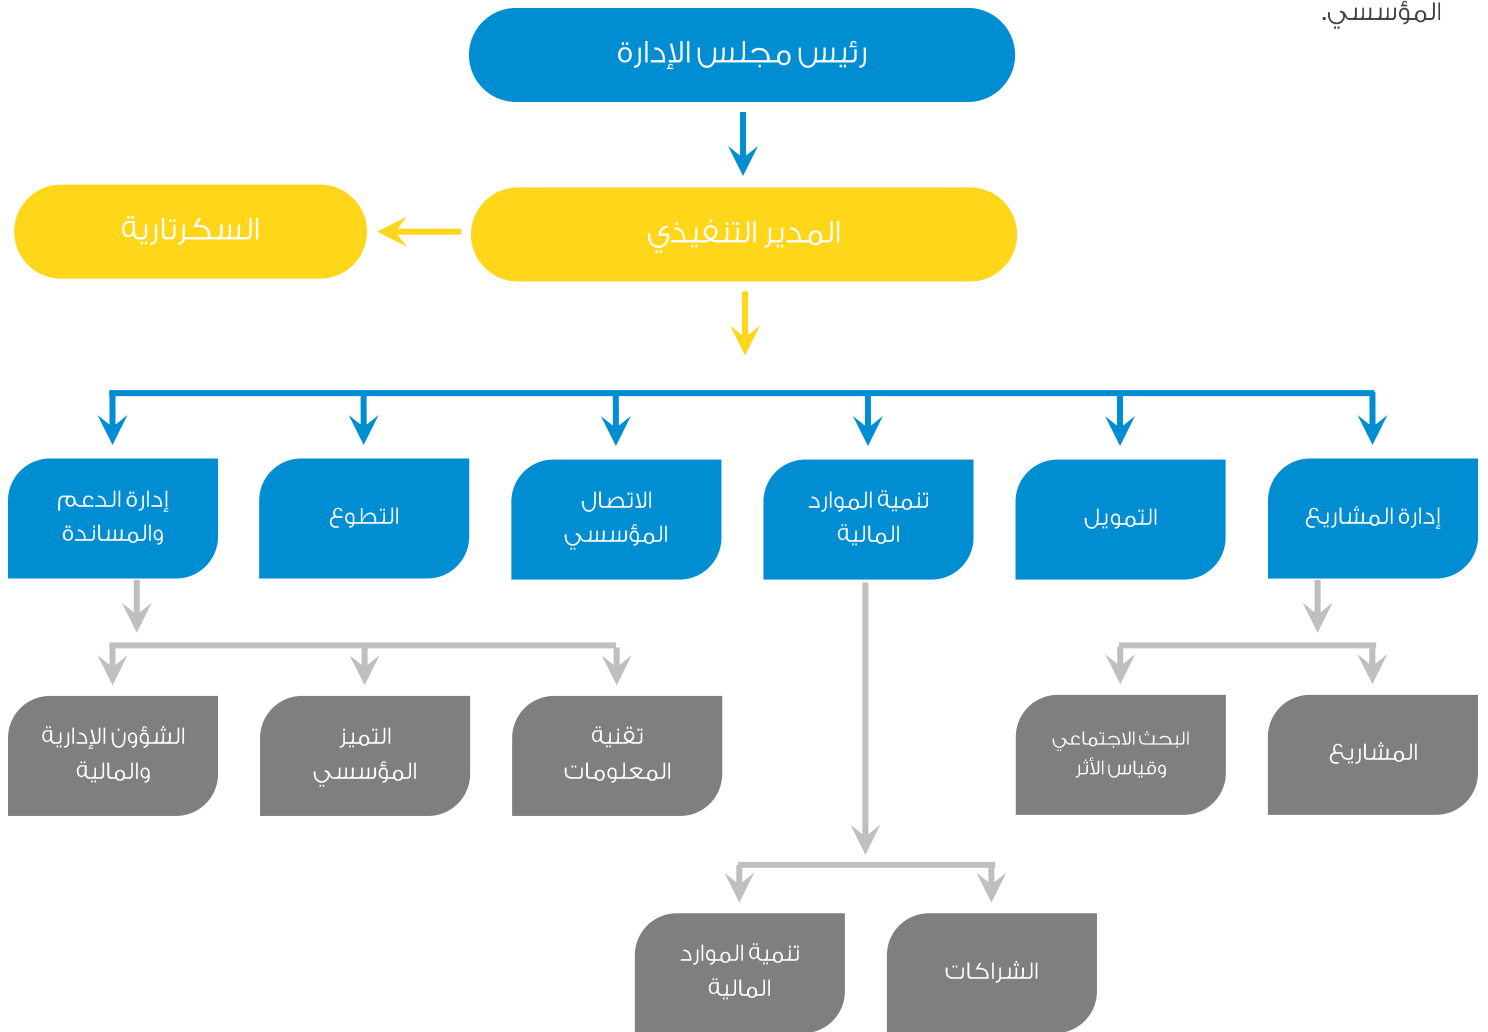 المؤسسي.
رئيس مجلس الإدارة
المدير التنفيذي
السكرتارية
إدارة المشاريع
التمويل
تنمية الموارد
المالية
الاتصال
المؤسسي
التطوع
إدارة الدعم
والمساندة
المشاريع
البحث الاجتماعي
وقياس الأثر
تقنية
المعلومات
التميز
المؤسسي
الشؤون الإدارية
والمالية
الشراكات
تنمية الموارد
المالية